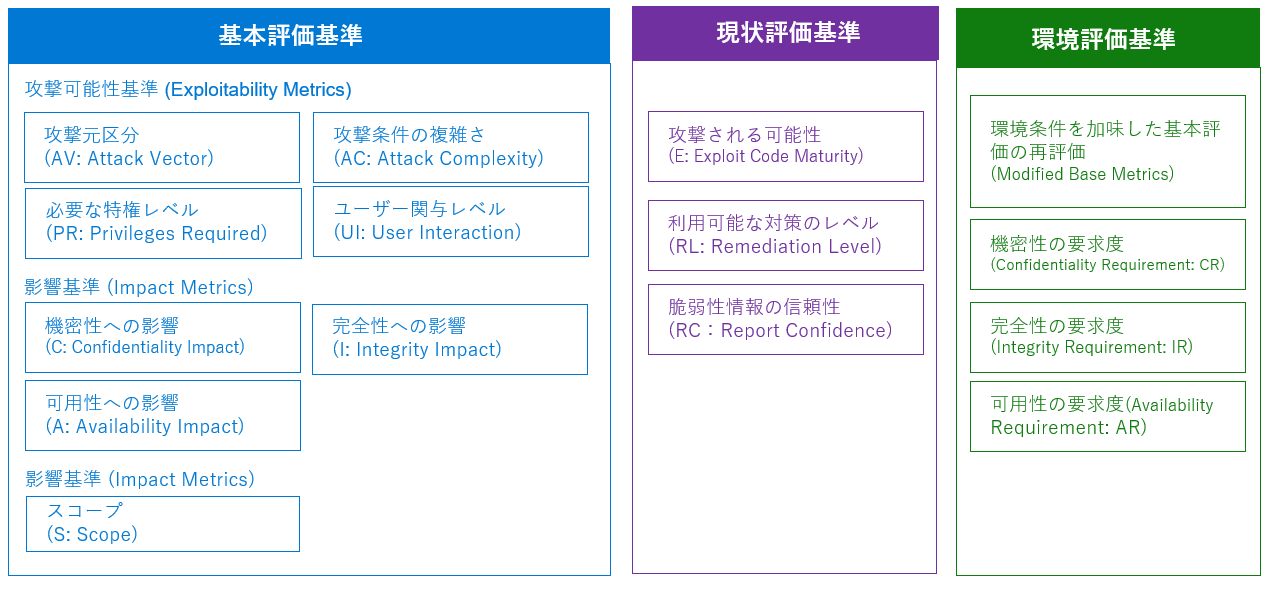 基本評価基準
攻撃可能性基準 (Exploitability Metrics)
攻撃元区分
(AV: Attack Vector)
攻撃条件の複雑さ
(AC: Attack Complexity)
必要な特権レベル
(PR: Privileges Required)
ユーザー関与レベル
(UI: User Interaction)
影響基準 (Impact Metrics)
機密性への影響
(C: Confidentiality Impact)
完全性への影響
(I: Integrity Impact)
可用性への影響
(A: Availability Impact)
影響基準 (Impact Metrics)
スコープ
(S: Scope)
現状評価基準
攻撃される可能性
(E: Exploit Code Maturity)
利用可能な対策のレベル
(RL: Remediation Level)
脆弱性情報の信頼性
(RC：Report Confidence)
環境評価基準
環境条件を加味した基本評
価の再評価
(Modified Base Metrics)
機密性の要求度
(Confidentiality Requirement: CR)
完全性の要求度
(Integrity Requirement: IR)
可用性の要求度(Availability
Requirement: AR)